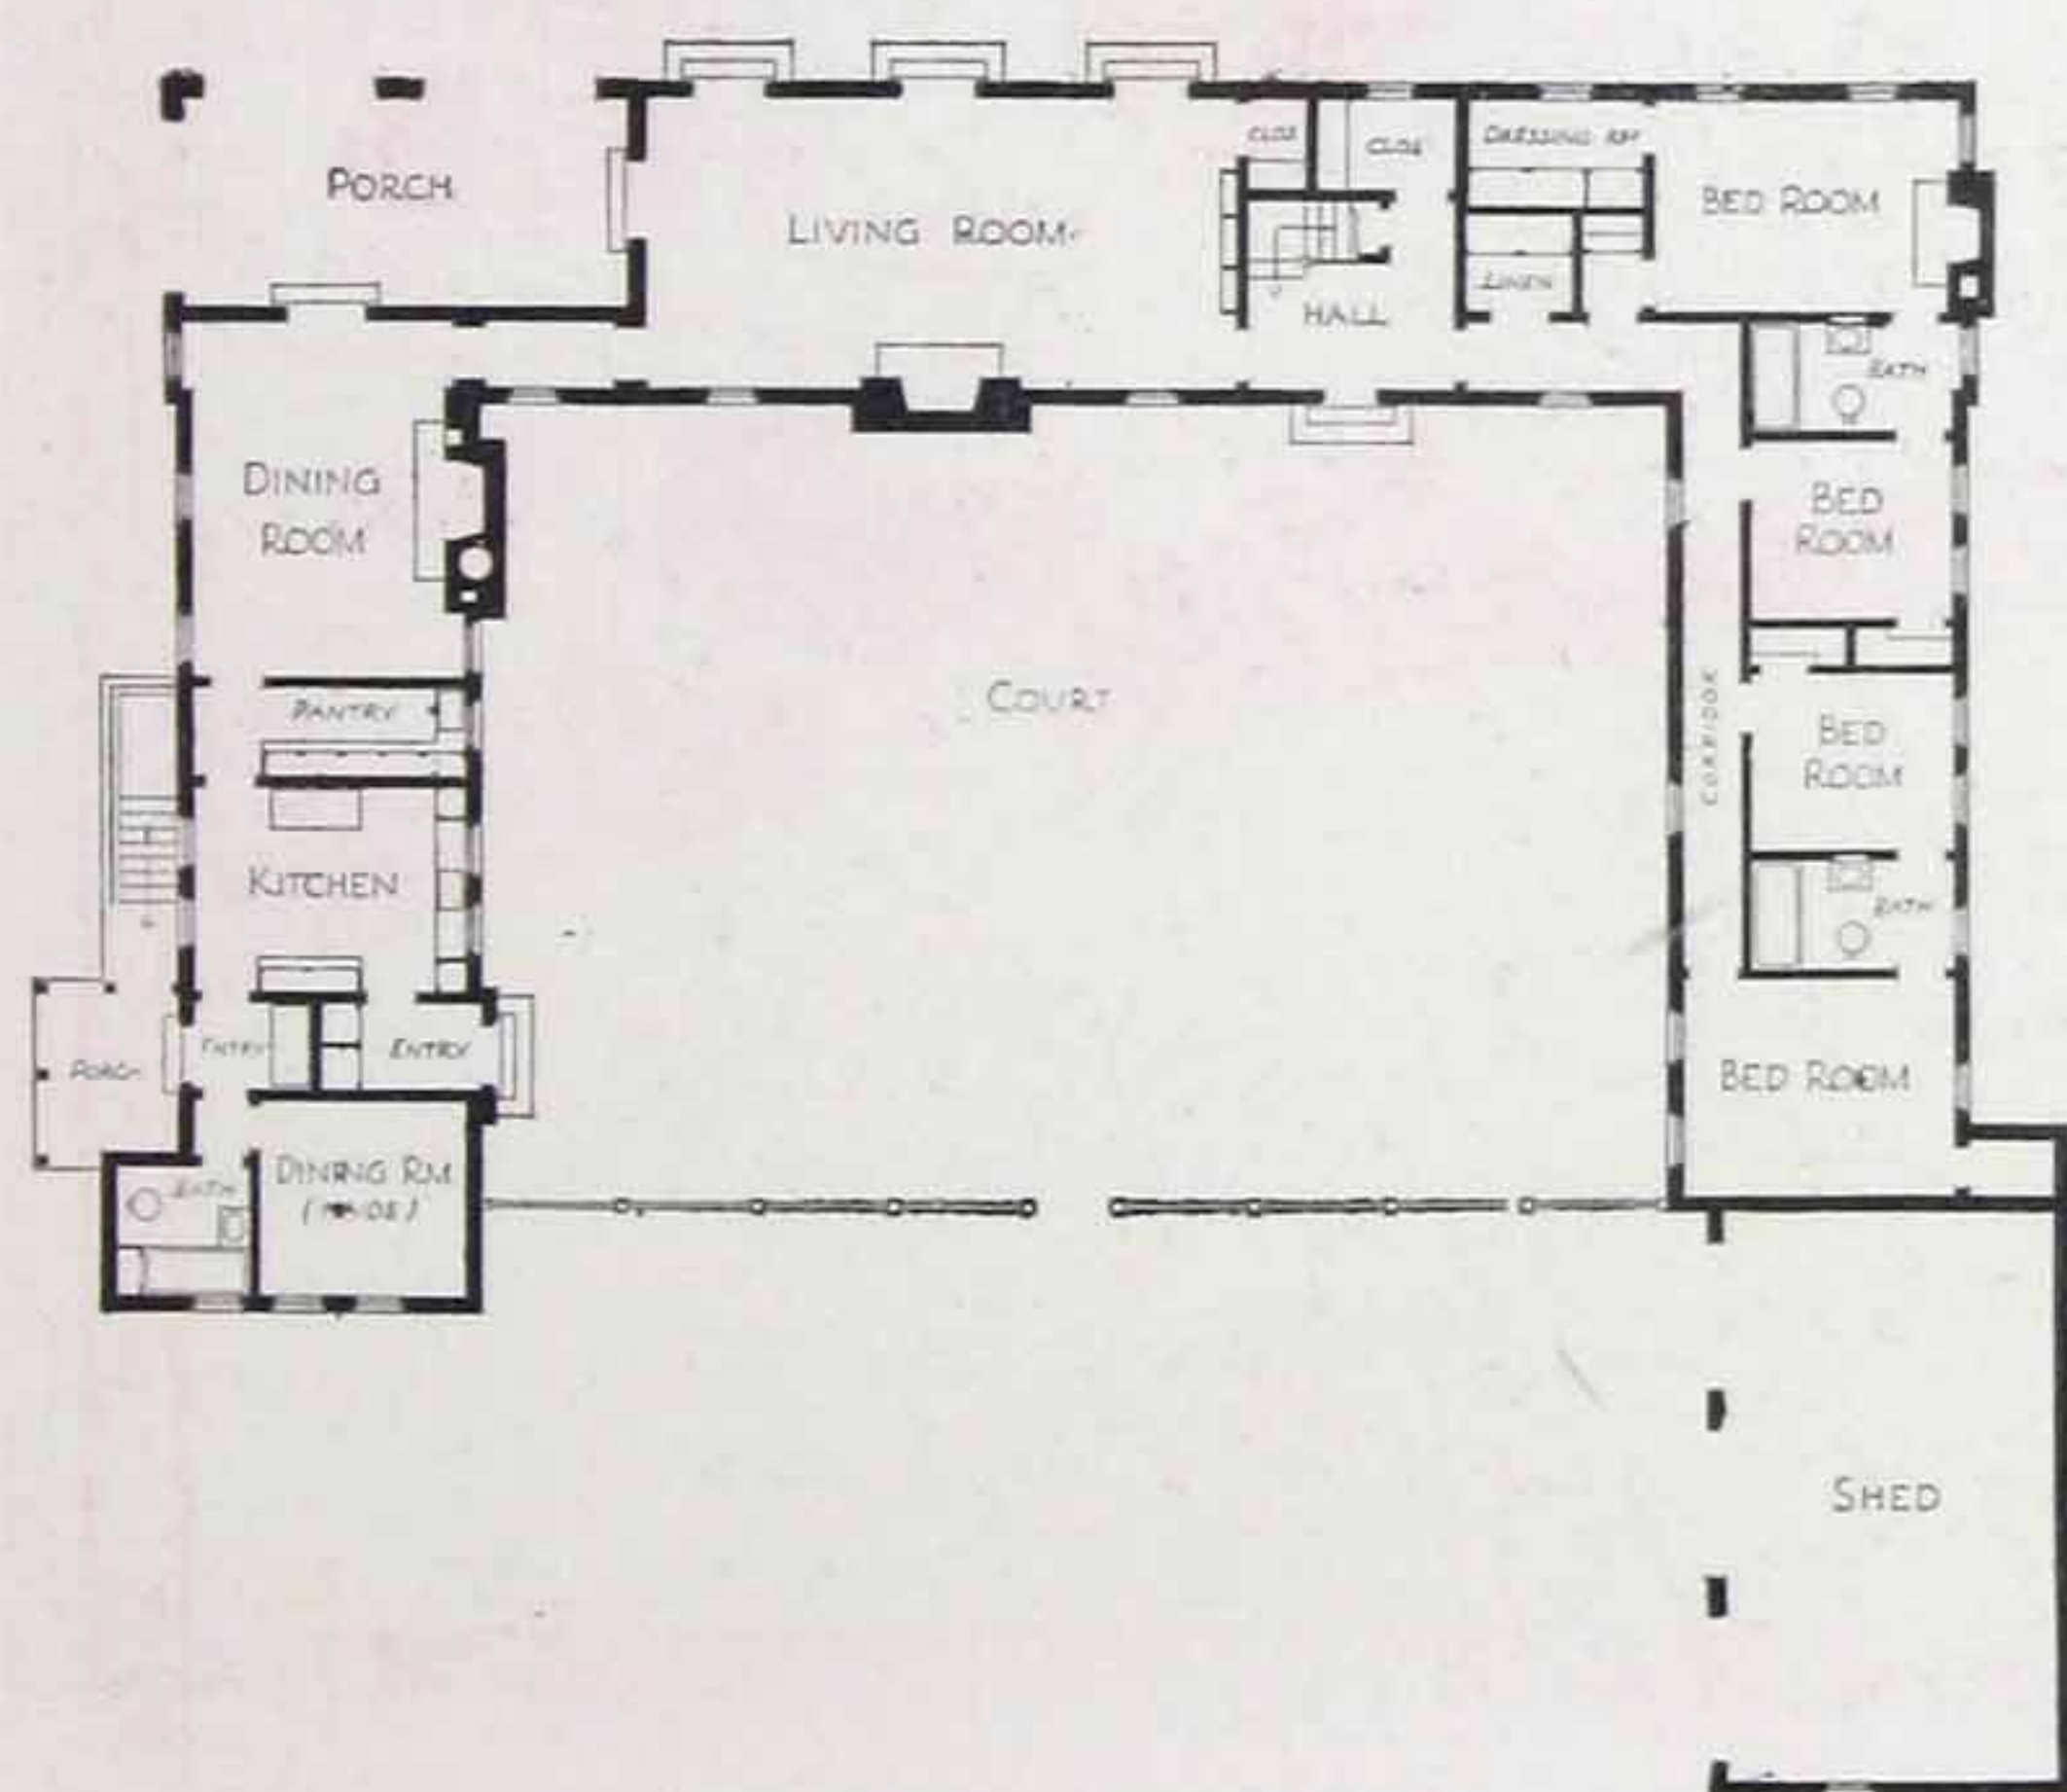 PORCH
LIVING ROOM
CLOS
CLOS
DRESSING RM
BED ROOM
LINEN
HALL
BATH
DINING
ROOM
BED
ROOM
PANTRY
COURT
CORRIDOR
BED
ROOM
KITCHEN
BATH
ENTRY
ENTRY
PORCH
BED ROOM
BATH
DINING RM
SHED